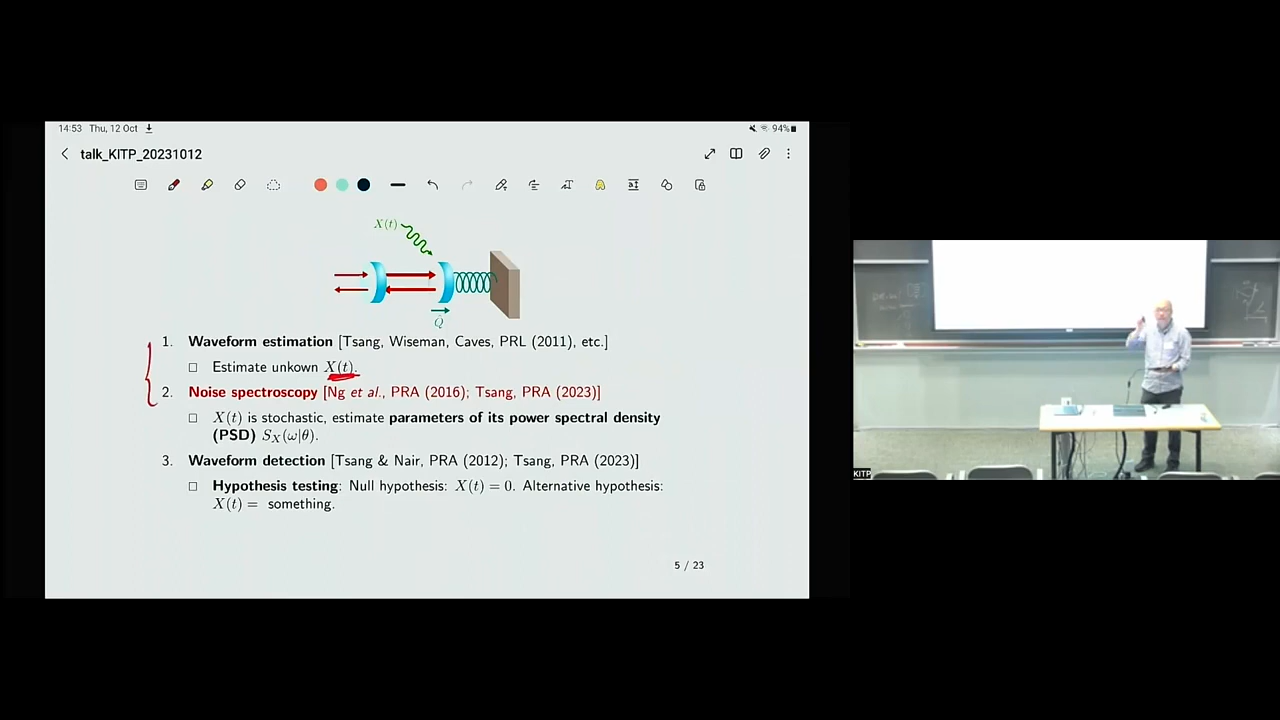 14:53 Thu, 12 Oct
94%
talk_KITP_20231012
X(t)
Q̂
1. Waveform estimation [Tsang, Wiseman, Caves, PRL (2011), etc.]
□ Estimate unkown X(t).
2. Noise spectroscopy [Ng et al., PRA (2016); Tsang, PRA (2023)]
□ X(t) is stochastic, estimate parameters of its power spectral density
(PSD) S_X(ω|θ).
3. Waveform detection [Tsang & Nair, PRA (2012); Tsang, PRA (2023)]
□ Hypothesis testing: Null hypothesis: X(t) = 0. Alternative hypothesis:
X(t) = something.
5 / 23
KITP